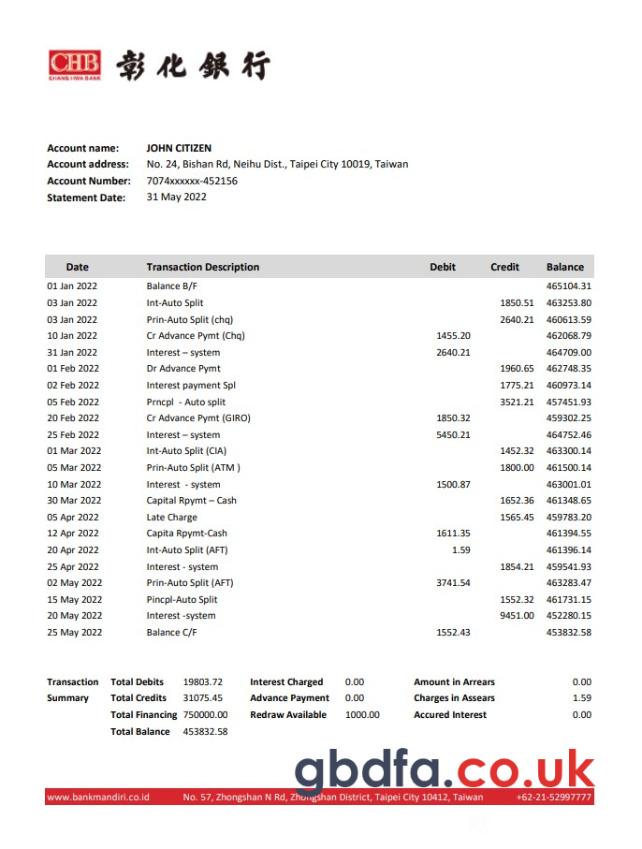 CHB 彰化銀行
CHANG HWA BANK
Account name: JOHN CITIZEN
Account address: No. 24, Bishan Rd, Neihu Dist., Taipei City 10019, Taiwan
Account Number: 7074xxxxxx-452156
Statement Date: 31 May 2022
Date Transaction Description Debit Credit Balance
01 Jan 2022 Balance B/F 465104.31
03 Jan 2022 Int-Auto Split 1850.51 463253.80
03 Jan 2022 Prin-Auto Split (chq) 2640.21 460613.59
10 Jan 2022 Cr Advance Pymt (Chq) 1455.20 462068.79
31 Jan 2022 Interest – system 2640.21 464709.00
01 Feb 2022 Dr Advance Pymt 1960.65 462748.35
02 Feb 2022 Interest payment Spl 1775.21 460973.14
05 Feb 2022 Prncpl - Auto split 3521.21 457451.93
20 Feb 2022 Cr Advance Pymt (GIRO) 1850.32 459302.25
25 Feb 2022 Interest – system 5450.21 464752.46
01 Mar 2022 Int-Auto Split (CIA) 1452.32 463300.14
05 Mar 2022 Prin-Auto Split (ATM ) 1800.00 461500.14
10 Mar 2022 Interest - system 1500.87 463001.01
30 Mar 2022 Capital Rpymt – Cash 1652.36 461348.65
05 Apr 2022 Late Charge 1565.45 459783.20
12 Apr 2022 Capita Rpymt-Cash 1611.35 461394.55
20 Apr 2022 Int-Auto Split (AFT) 1.59 461396.14
25 Apr 2022 Interest - system 1854.21 459541.93
02 May 2022 Prin-Auto Split (AFT) 3741.54 463283.47
15 May 2022 Pincpl-Auto Split 1552.32 461731.15
20 May 2022 Interest -system 9451.00 452280.15
25 May 2022 Balance C/F 1552.43 453832.58
Transaction Total Debits 19803.72 Interest Charged 0.00 Amount in Arrears 0.00
Summary Total Credits 31075.45 Advance Payment 0.00 Charges in Assears 1.59
Total Financing 750000.00 Redraw Available 1000.00 Accured Interest 0.00
Total Balance 453832.58
gbdfa.co.uk
www.bankmandiri.co.id No. 57, Zhongshan N Rd, Zhongshan District, Taipei City 10412, Taiwan +62-21-52997777